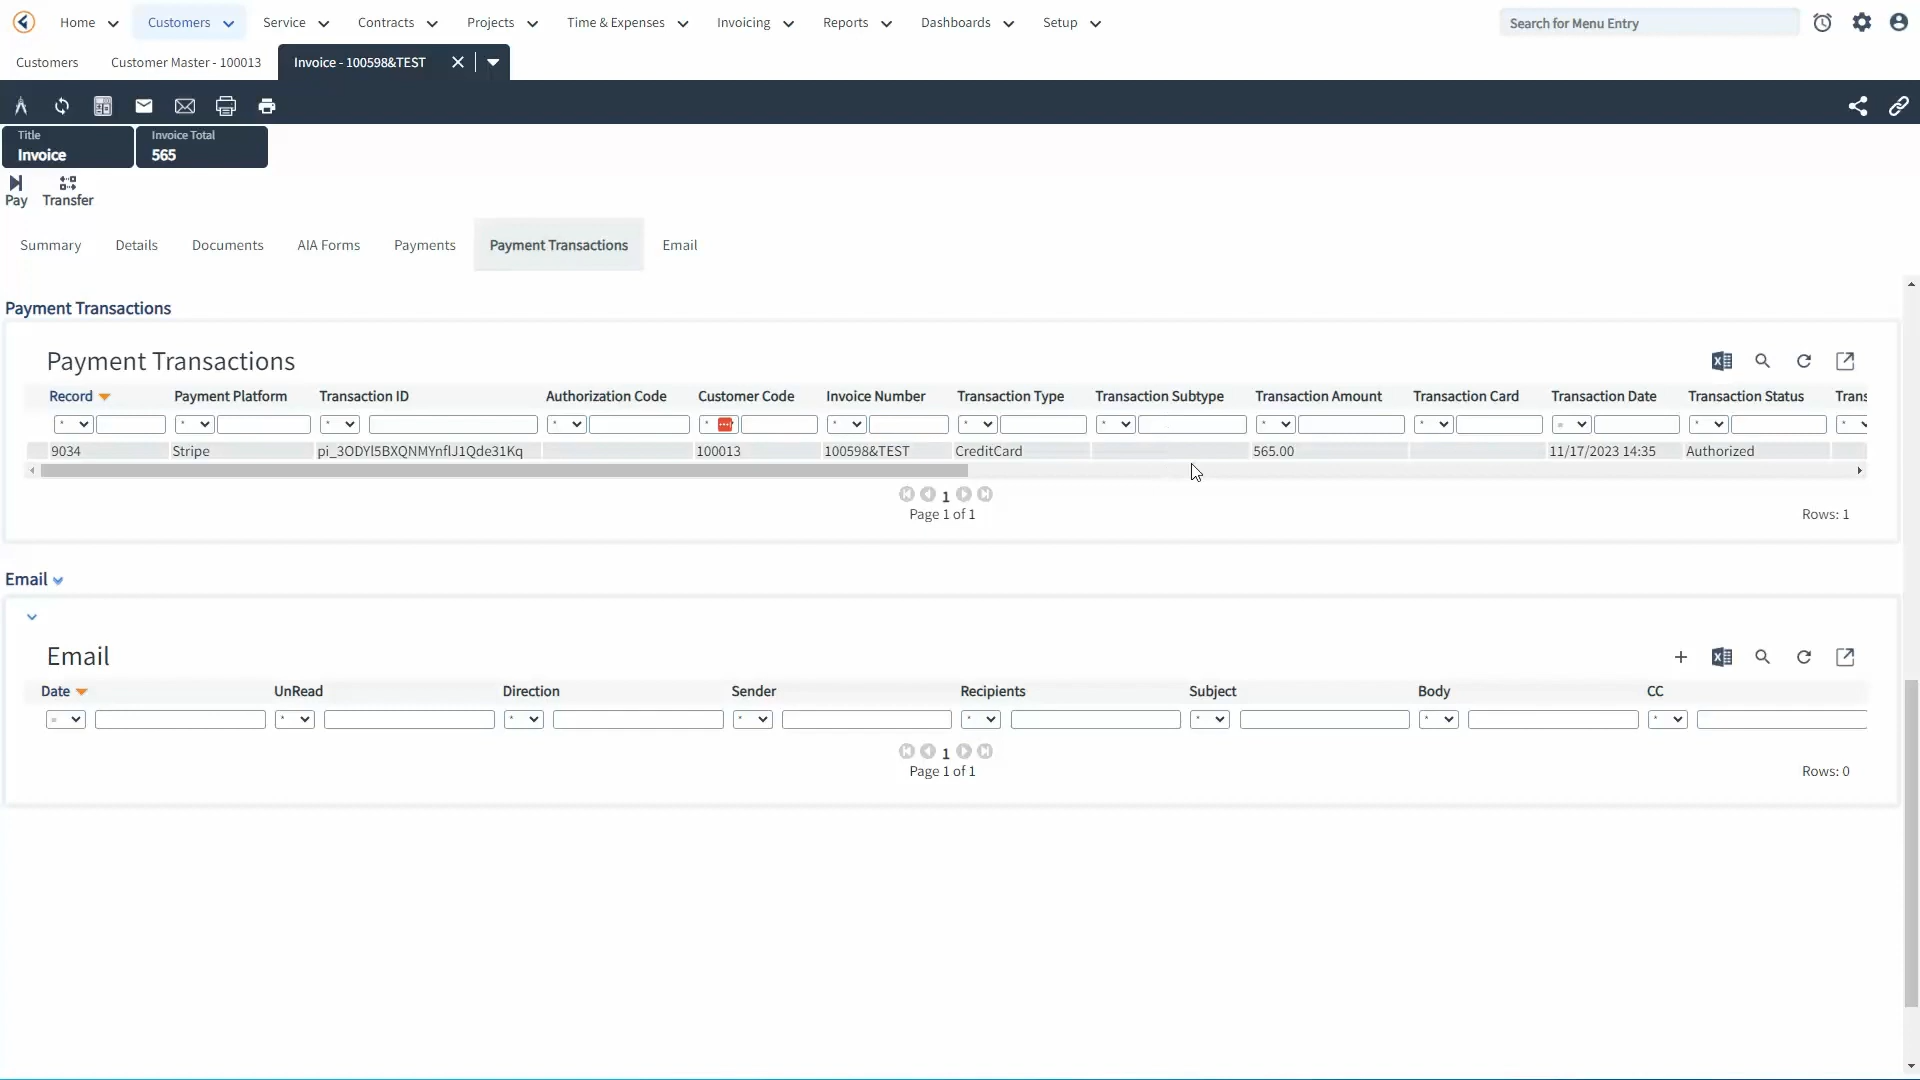 Home Customers Service Contracts Projects Time & Expenses Invoicing Reports Dashboards Setup Search for Menu Entry
Customers Customer Master - 100013 Invoice - 100598&TEST
Title
Invoice
Invoice Total
565
Pay Transfer
Summary Details Documents AIA Forms Payments Payment Transactions Email
Payment Transactions
Payment Transactions
Record Payment Platform Transaction ID Authorization Code Customer Code Invoice Number Transaction Type Transaction Subtype Transaction Amount Transaction Card Transaction Date Transaction Status Trans
* * * * * * * * * * = * *
9034 Stripe pi_3ODYl5BXQNMYnflJ1Qde31Kq 100013 100598&TEST CreditCard 565.00 11/17/2023 14:35 Authorized
1
Page 1 of 1 Rows: 1
Email
Email
Date UnRead Direction Sender Recipients Subject Body CC
= * * * * * * *
1
Page 1 of 1 Rows: 0